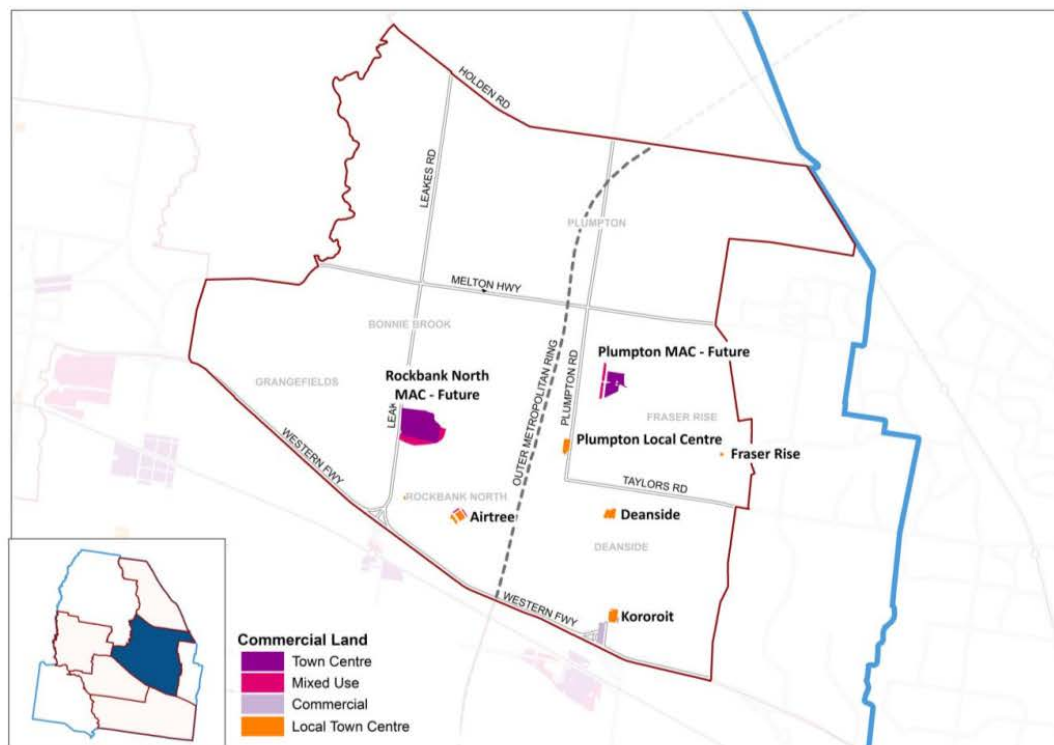 HOLDEN RD
LEAKES RD
PLUMPTON
MELTON HWY
BONNIE BROOK
OUTER METROPOLITAN RING
PLUMPTON RD
Plumpton MAC - Future
GRANGEFIELDS
Rockbank North
MAC - Future
LEAK
FRASER RISE
Plumpton Local Centre
Fraser Rise
WESTERN FWY
TAYLORS RD
ROCKBANK NORTH
Airtree
Deanside
DEANSIDE
WESTERN FWY
Kororoit
Commercial Land
Town Centre
Mixed Use
Commercial
Local Town Centre